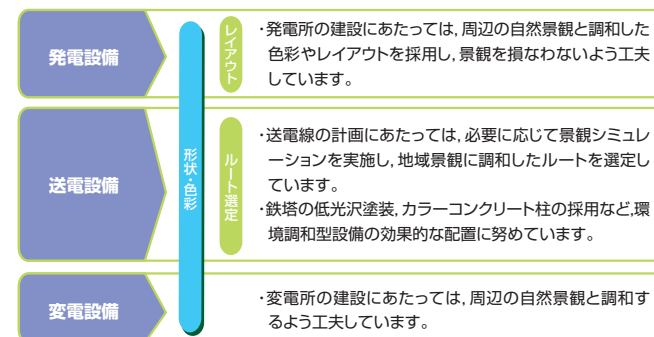 発電設備
レイアウト
・発電所の建設にあたっては,周辺の自然景観と調和した
色彩やレイアウトを採用し,景観を損なわないよう工夫
しています。
形状・色彩
送電設備
ルート選定
・送電線の計画にあたっては,必要に応じて景観シミュレ
ーションを実施し,地域景観に調和したルートを選定し
ています。
・鉄塔の低光沢塗装,カラーコンクリート柱の採用など,環
境調和型設備の効果的な配置に努めています。
変電設備
・変電所の建設にあたっては,周辺の自然景観と調和す
るよう工夫しています。